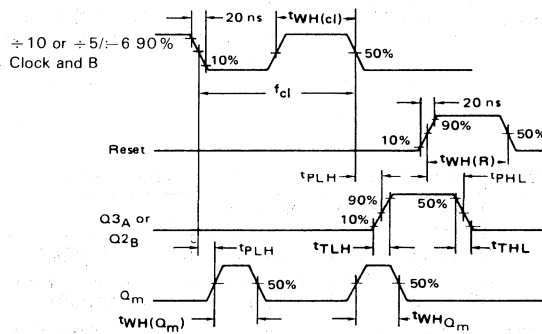 20 ns
tWH(cl)
÷10 or ÷5/÷6 90%
Clock and B
10%
50%
fcl
20 ns
10%
90%
50%
Reset
tPLH
tWH(R)
tPHL
90%
50%
Q3A or
Q2B
10%
tPLH
tTLH
tTHL
50%
50%
Qm
tWH(Qm)
tWHQm